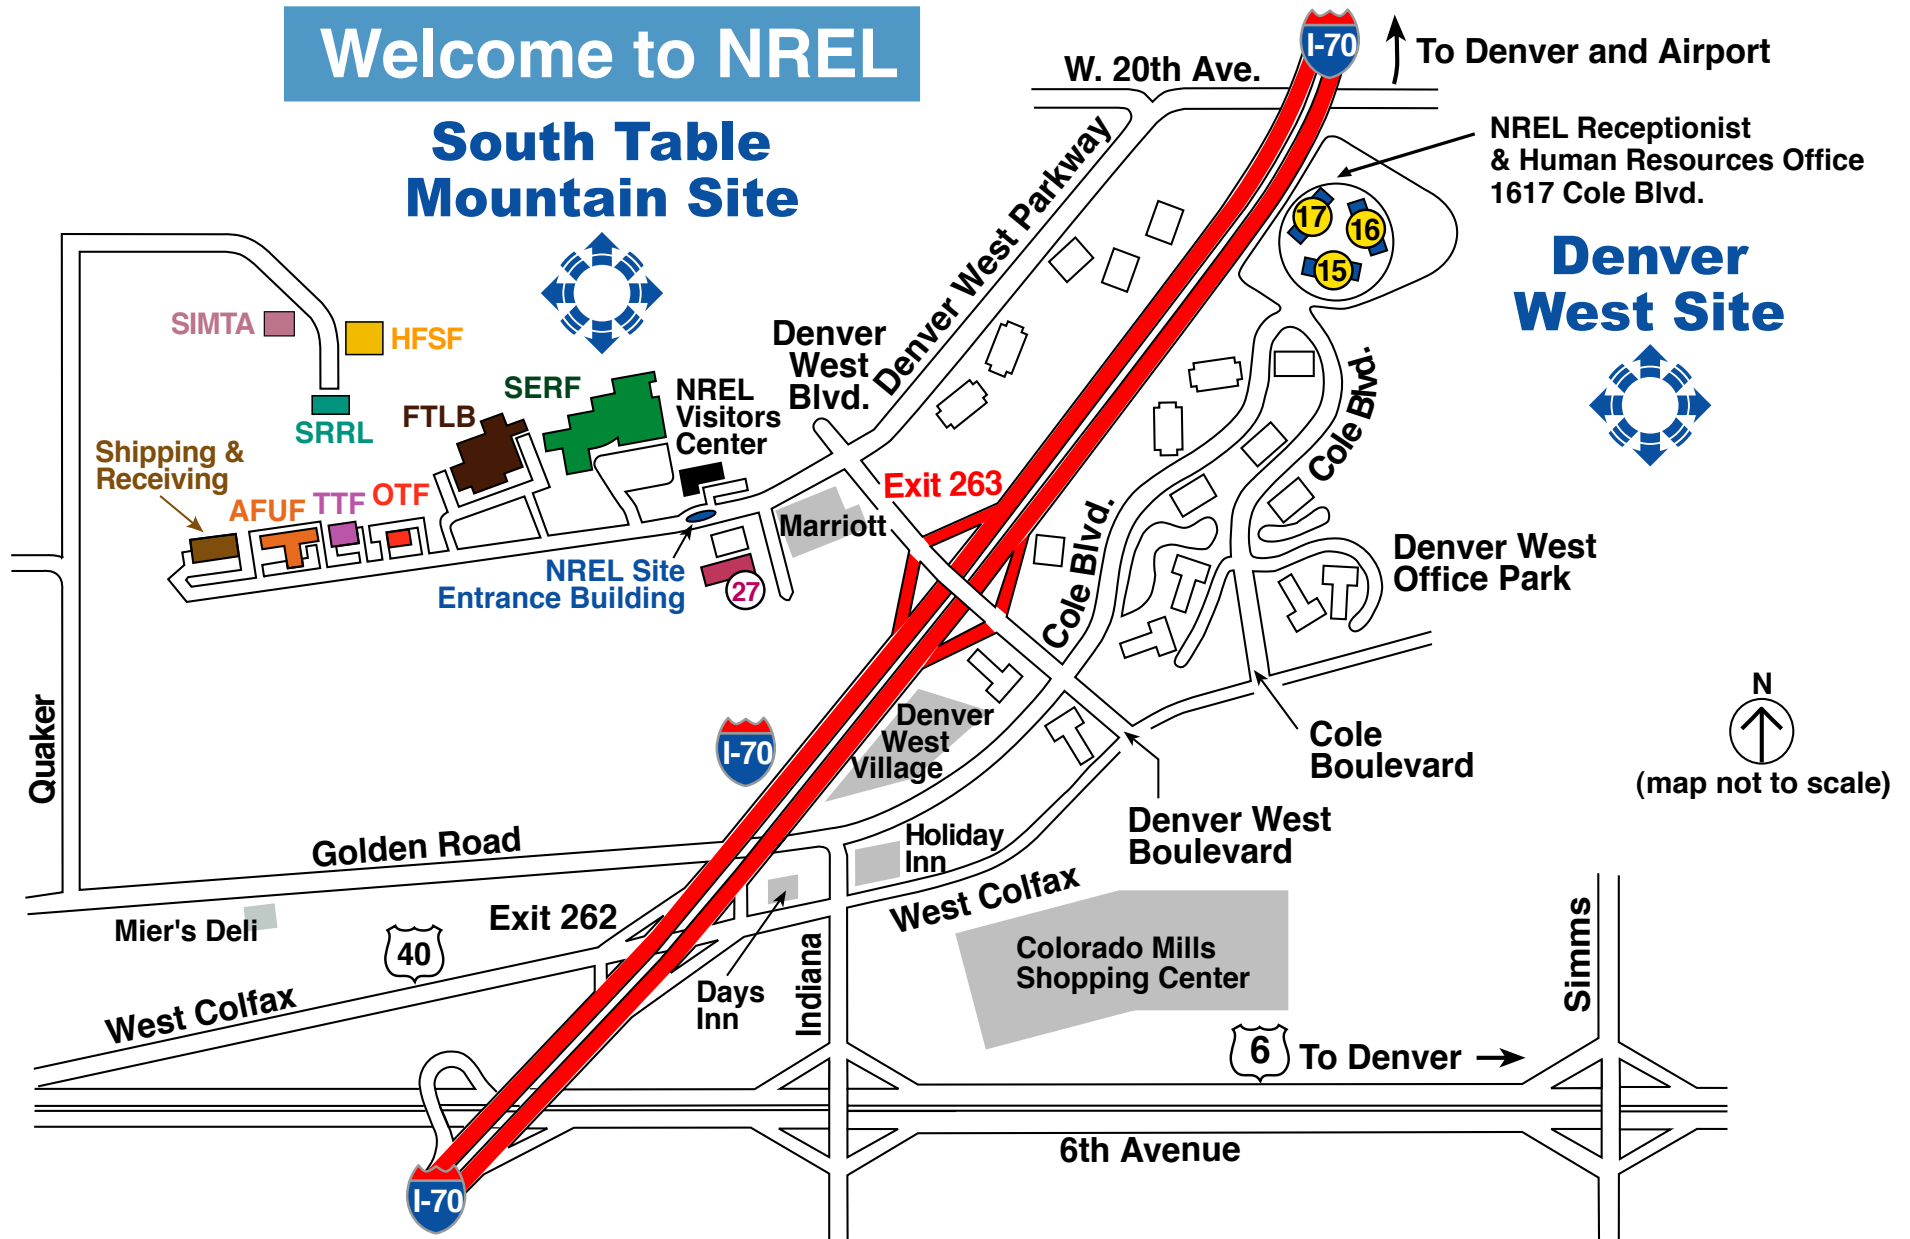 Welcome to NREL
South Table
Mountain Site
I-70
To Denver and Airport
W. 20th Ave.
NREL Receptionist
& Human Resources Office
1617 Cole Blvd.
17
16
15
Denver
West Site
Denver West Parkway
SIMTA
HFSF
SRRL
Denver
West
Blvd.
SERF
FTLB
NREL
Visitors
Center
Shipping &
Receiving
AFUF
TTF
OTF
Exit 263
Marriott
NREL Site
Entrance Building
27
Cole Blvd.
Cole Blvd.
Denver West
Office Park
Quaker
I-70
Denver
West
Village
Cole
Boulevard
N
(map not to scale)
Denver West
Boulevard
Golden Road
Holiday
Inn
West Colfax
Mier's Deli
Exit 262
40
West Colfax
Days
Inn
Indiana
Colorado Mills
Shopping Center
Simms
6
To Denver
6th Avenue
I-70